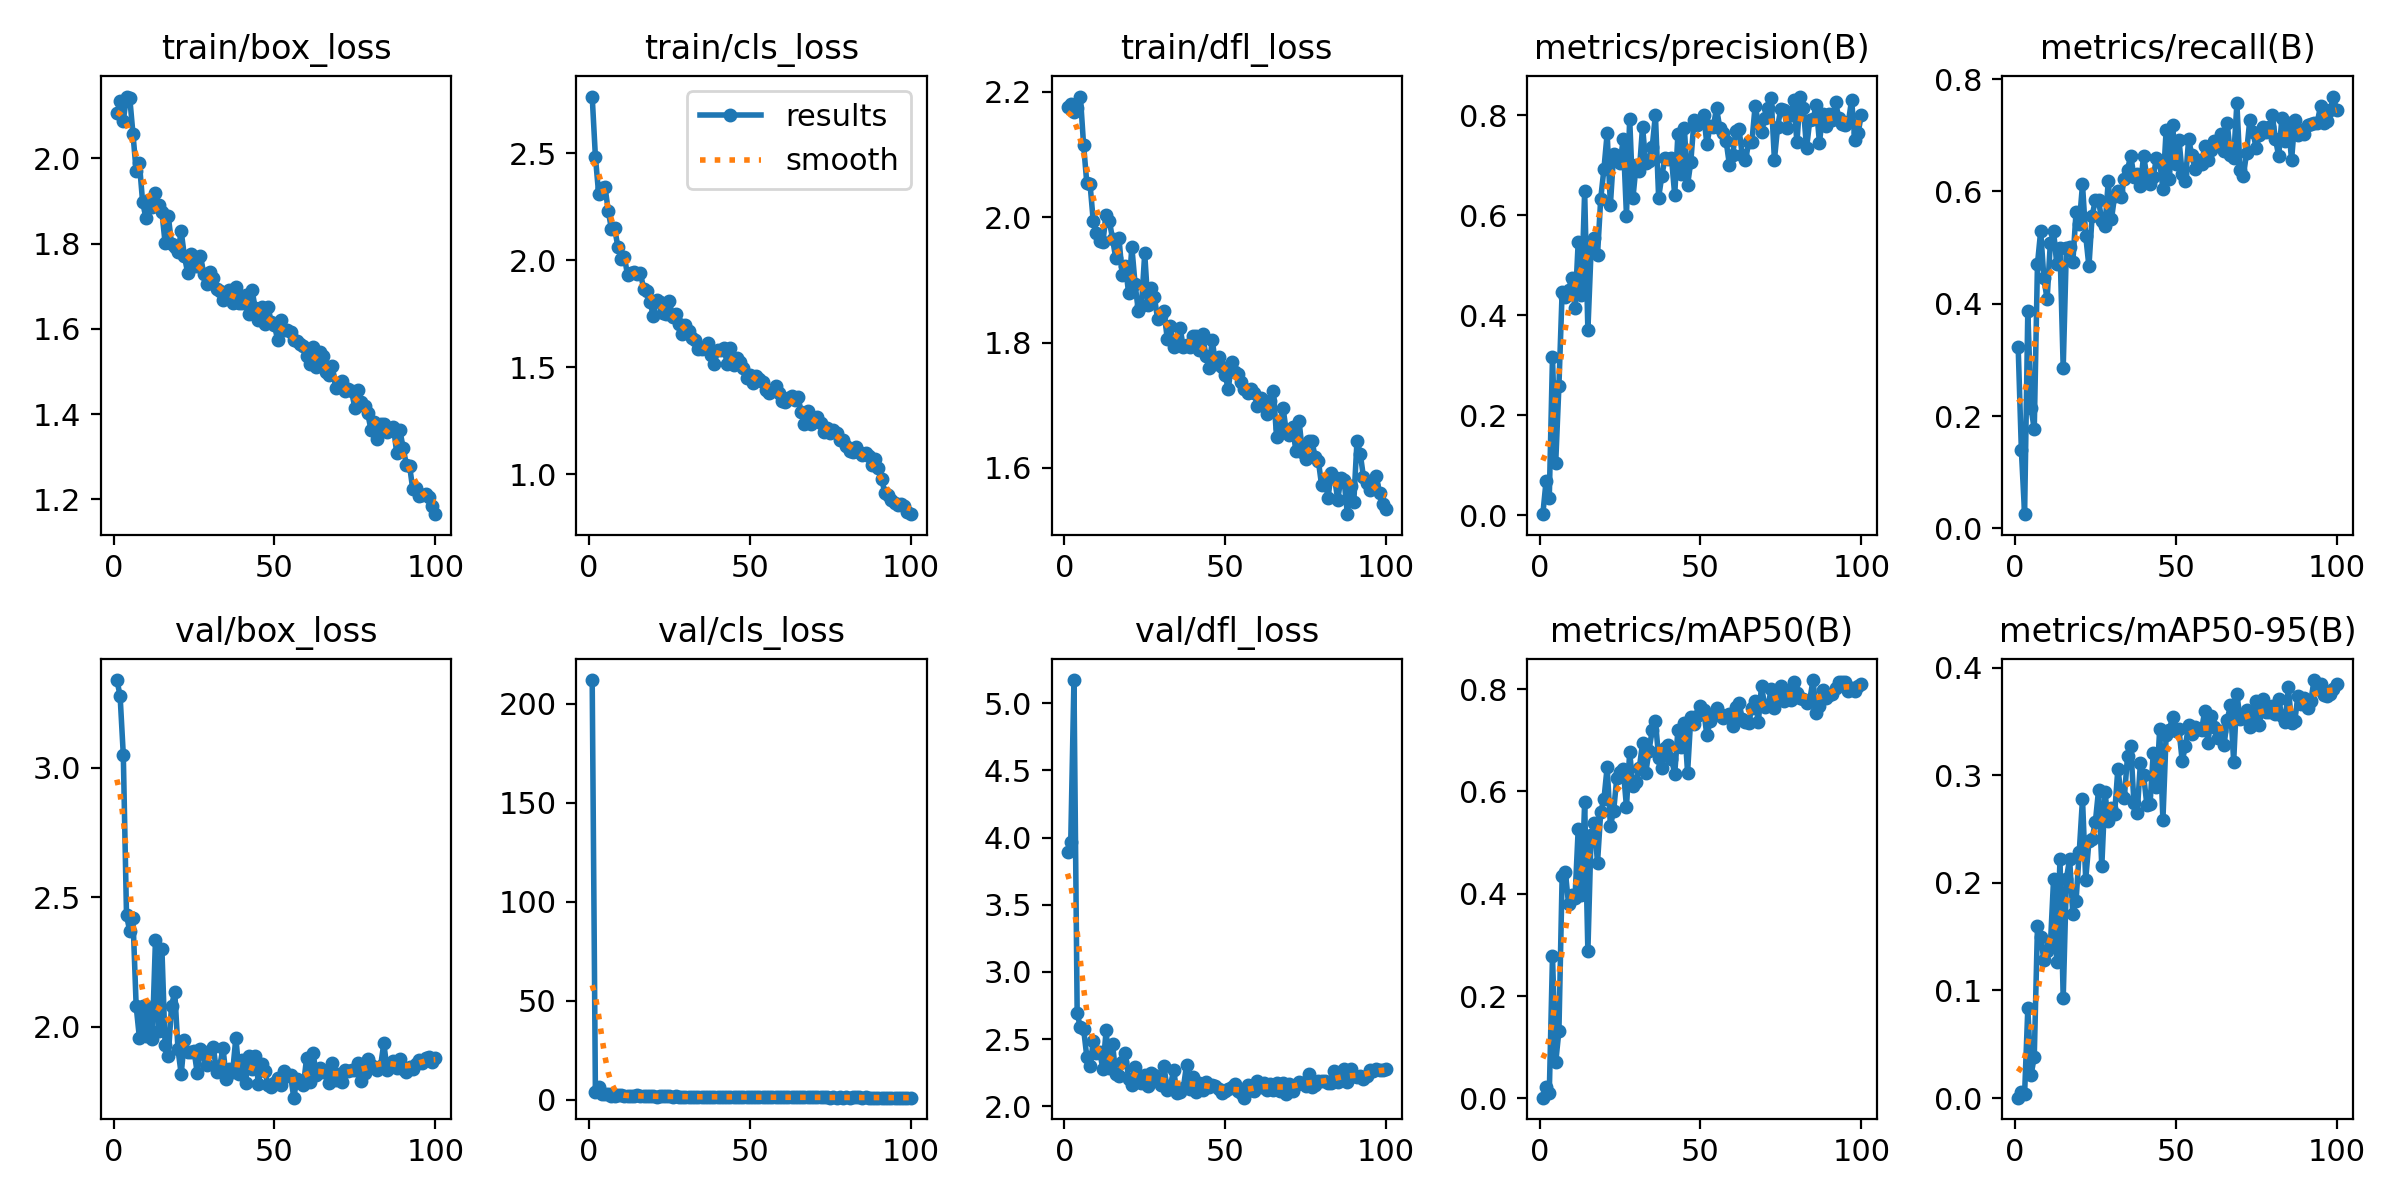 train/box_loss
2.0
1.8
1.6
1.4
1.2
0 50 100
train/cls_loss
results
smooth
2.5
2.0
1.5
1.0
0 50 100
train/dfl_loss
2.2
2.0
1.8
1.6
0 50 100
metrics/precision(B)
0.8
0.6
0.4
0.2
0.0
0 50 100
metrics/recall(B)
0.8
0.6
0.4
0.2
0.0
0 50 100
val/box_loss
3.0
2.5
2.0
0 50 100
val/cls_loss
200
150
100
50
0
0 50 100
val/dfl_loss
5.0
4.5
4.0
3.5
3.0
2.5
2.0
0 50 100
metrics/mAP50(B)
0.8
0.6
0.4
0.2
0.0
0 50 100
metrics/mAP50-95(B)
0.4
0.3
0.2
0.1
0.0
0 50 100